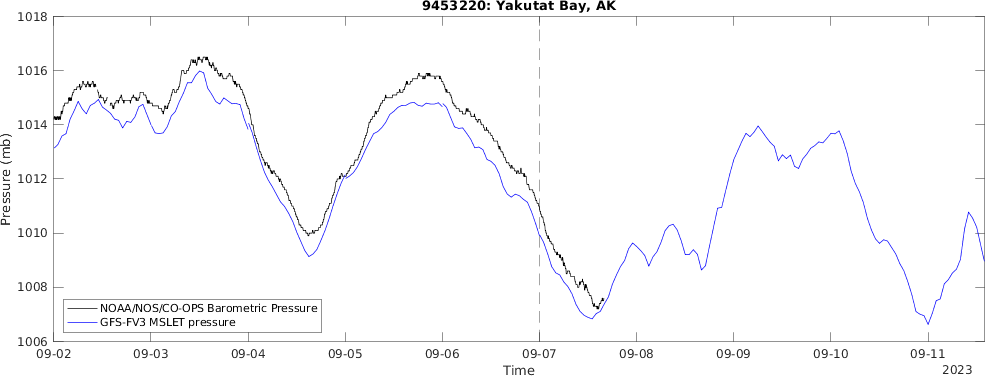 9453220: Yakutat Bay, AK
1018
1016
1014
1012
1010
1008
1006
Pressure (mb)
NOAA/NOS/CO-OPS Barometric Pressure
GFS-FV3 MSLET pressure
09-02 09-03 09-04 09-05 09-06 09-07 09-08 09-09 09-10 09-11
Time
2023